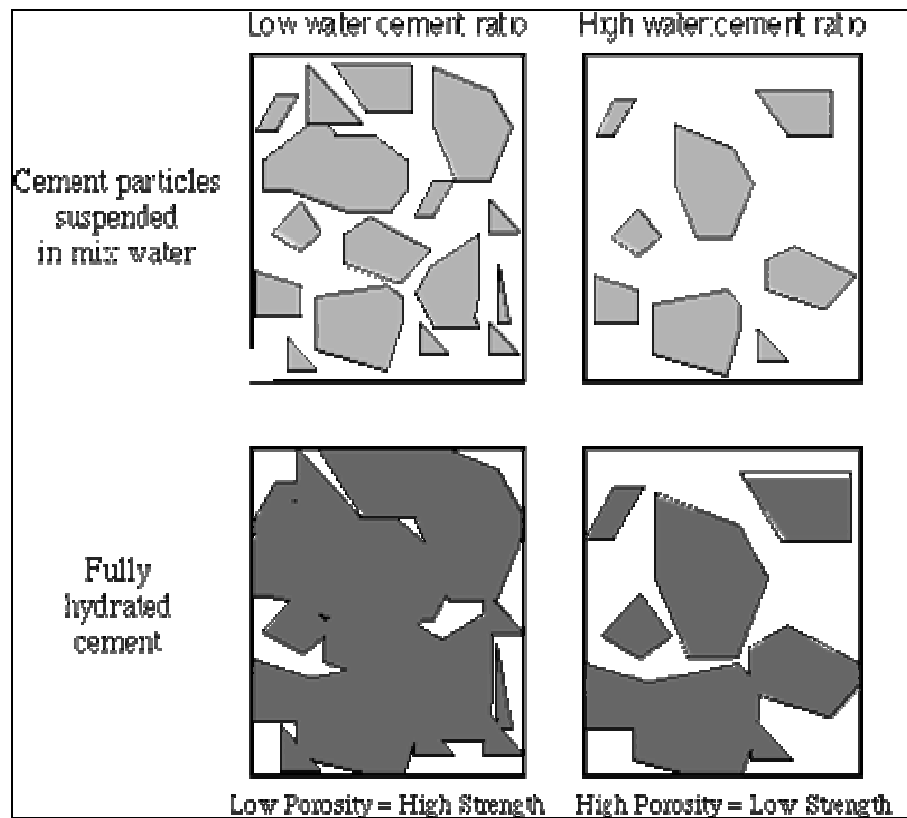 Low water:cement ratio
High water:cement ratio
Cement particles
suspended
in mix water
Fully
hydrated
cement
Low Porosity = High Strength
High Porosity = Low Strength